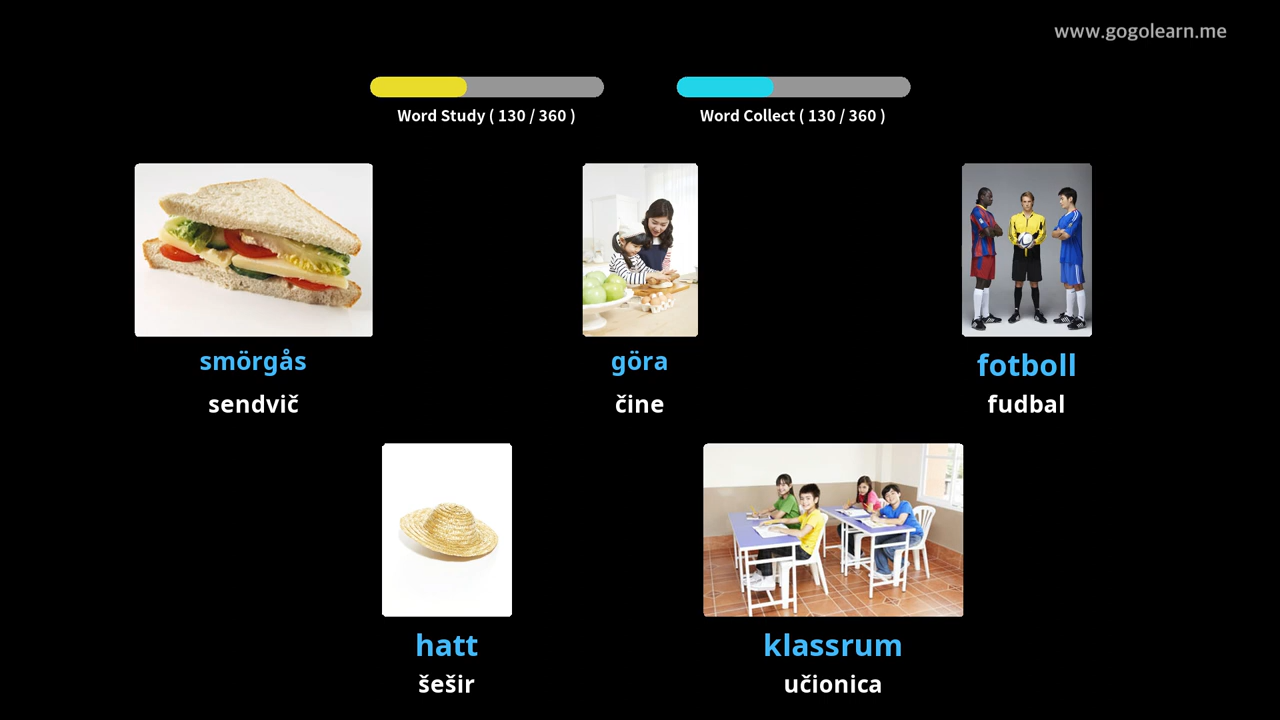 www.gogolearn.me
Word Study ( 130 / 360 )
Word Collect ( 130 / 360 )
smörgås
sendvič
göra
čine
fotboll
fudbal
hatt
šešir
klassrum
učionica